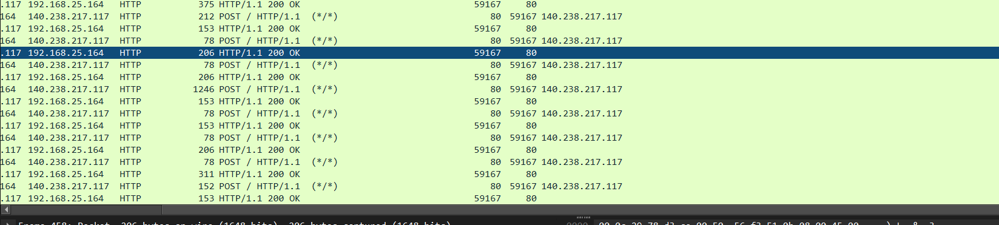 .117 192.168.25.164 HTTP 375 HTTP/1.1 200 OK 59167 80
164 140.238.217.117 HTTP 212 POST / HTTP/1.1 (*/*) 80 59167 140.238.217.117
.117 192.168.25.164 HTTP 153 HTTP/1.1 200 OK 59167 80
164 140.238.217.117 HTTP 78 POST / HTTP/1.1 (*/*) 80 59167 140.238.217.117
.117 192.168.25.164 HTTP 206 HTTP/1.1 200 OK 59167 80
164 140.238.217.117 HTTP 78 POST / HTTP/1.1 (*/*) 80 59167 140.238.217.117
.117 192.168.25.164 HTTP 206 HTTP/1.1 200 OK 59167 80
164 140.238.217.117 HTTP 1246 POST / HTTP/1.1 (*/*) 80 59167 140.238.217.117
.117 192.168.25.164 HTTP 153 HTTP/1.1 200 OK 59167 80
164 140.238.217.117 HTTP 78 POST / HTTP/1.1 (*/*) 80 59167 140.238.217.117
.117 192.168.25.164 HTTP 153 HTTP/1.1 200 OK 59167 80
164 140.238.217.117 HTTP 78 POST / HTTP/1.1 (*/*) 80 59167 140.238.217.117
.117 192.168.25.164 HTTP 206 HTTP/1.1 200 OK 59167 80
164 140.238.217.117 HTTP 78 POST / HTTP/1.1 (*/*) 80 59167 140.238.217.117
.117 192.168.25.164 HTTP 311 HTTP/1.1 200 OK 59167 80
164 140.238.217.117 HTTP 152 POST / HTTP/1.1 (*/*) 80 59167 140.238.217.117
.117 192.168.25.164 HTTP 153 HTTP/1.1 200 OK 59167 80
Frame 458: Packet, 206 bytes on wire (1648 bits), 206 bytes captured (1648 bits)